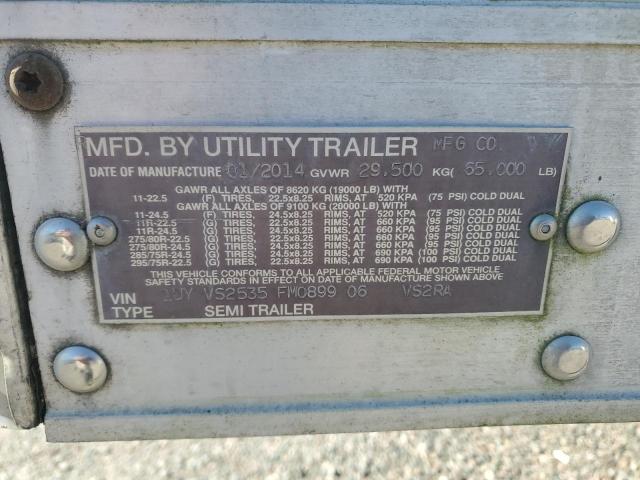 MFD. BY UTILITY TRAILER MFG CO.
DATE OF MANUFACTURE 01/2014 GVWR 29.500 KG( 65.000 LB)
GAWR ALL AXLES OF 8620 KG (19000 LB) WITH
11-22.5 (F) TIRES, 22.5x8.25 RIMS, AT 520 KPA (75 PSI) COLD DUAL
GAWR ALL AXLES OF 9100 KG (20000 LB) WITH
11-24.5 (F) TIRES, 24.5x8.25 RIMS, AT 520 KPA (75 PSI) COLD DUAL
11R-22.5 (G) TIRES, 22.5x8.25 RIMS, AT 660 KPA (95 PSI) COLD DUAL
11R-24.5 (G) TIRES, 24.5x8.25 RIMS, AT 660 KPA (95 PSI) COLD DUAL
275/80R-22.5 (G) TIRES, 22.5x8.25 RIMS, AT 660 KPA (95 PSI) COLD DUAL
275/80R-24.5 (G) TIRES, 24.5x8.25 RIMS, AT 660 KPA (95 PSI) COLD DUAL
285/75R-24.5 (G) TIRES, 24.5x8.25 RIMS, AT 690 KPA (100 PSI) COLD DUAL
295/75R-22.5 (G) TIRES, 22.5x8.25 RIMS, AT 690 KPA (100 PSI) COLD DUAL
THIS VEHICLE CONFORMS TO ALL APPLICABLE FEDERAL MOTOR VEHICLE
SAFETY STANDARDS IN EFFECT ON DATE OF MANUFACTURE SHOWN ABOVE
VIN 1UY VS2535 FM0899 06 VS2RA
TYPE SEMI TRAILER